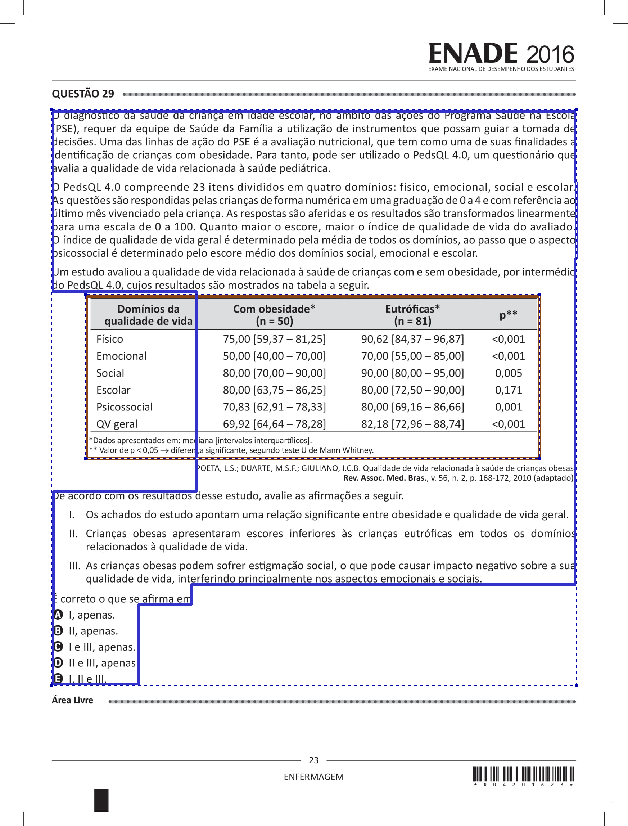 ENADE 2016
EXAME NACIONAL DE DESEMPENHO DOS ESTUDANTES
QUESTÃO 29
O diagnóstico da saúde da criança em idade escolar, no âmbito das ações do Programa Saúde na Escola
(PSE), requer da equipe de Saúde da Família a utilização de instrumentos que possam guiar a tomada de
decisões. Uma das linhas de ação do PSE é a avaliação nutricional, que tem como uma de suas finalidades a
identificação de crianças com obesidade. Para tanto, pode ser utilizado o PedsQL 4.0, um questionário que
avalia a qualidade de vida relacionada à saúde pediátrica.
O PedsQL 4.0 compreende 23 itens divididos em quatro domínios: físico, emocional, social e escolar.
As questões são respondidas pelas crianças de forma numérica em uma graduação de 0 a 4 e com referência ao
último mês vivenciado pela criança. As respostas são aferidas e os resultados são transformados linearmente
para uma escala de 0 a 100. Quanto maior o escore, maior o índice de qualidade de vida do avaliado.
O índice de qualidade de vida geral é determinado pela média de todos os domínios, ao passo que o aspecto
psicossocial é determinado pelo escore médio dos domínios social, emocional e escolar.
Um estudo avaliou a qualidade de vida relacionada à saúde de crianças com e sem obesidade, por intermédio
do PedsQL 4.0, cujos resultados são mostrados na tabela a seguir.
Domínios da qualidade de vida Com obesidade* (n = 50) Eutróficas* (n = 81) p**
Físico 75,00 [59,37 – 81,25] 90,62 [84,37 – 96,87] <0,001
Emocional 50,00 [40,00 – 70,00] 70,00 [55,00 – 85,00] <0,001
Social 80,00 [70,00 – 90,00] 90,00 [80,00 – 95,00] 0,005
Escolar 80,00 [63,75 – 86,25] 80,00 [72,50 – 90,00] 0,171
Psicossocial 70,83 [62,91 – 78,33] 80,00 [69,16 – 86,66] 0,001
QV geral 69,92 [64,64 – 78,28] 82,18 [72,96 – 88,74] <0,001
*Dados apresentados em: mediana [intervalos interquartílicos].
** Valor de p < 0,05 → diferença significante, segundo teste U de Mann Whitney.
POETA, L.S.; DUARTE, M.S.F.; GIULIANO, I.C.B. Qualidade de vida relacionada à saúde de crianças obesas.
Rev. Assoc. Med. Bras., v. 56, n. 2, p. 168-172, 2010 (adaptado).
De acordo com os resultados desse estudo, avalie as afirmações a seguir.
I. Os achados do estudo apontam uma relação significante entre obesidade e qualidade de vida geral.
II. Crianças obesas apresentaram escores inferiores às crianças eutróficas em todos os domínios
relacionados à qualidade de vida.
III. As crianças obesas podem sofrer estigmação social, o que pode causar impacto negativo sobre a sua
qualidade de vida, interferindo principalmente nos aspectos emocionais e sociais.
É correto o que se afirma em
A I, apenas.
B II, apenas.
C I e III, apenas.
D II e III, apenas
E I, II e III.
Área Livre
23
ENFERMAGEM